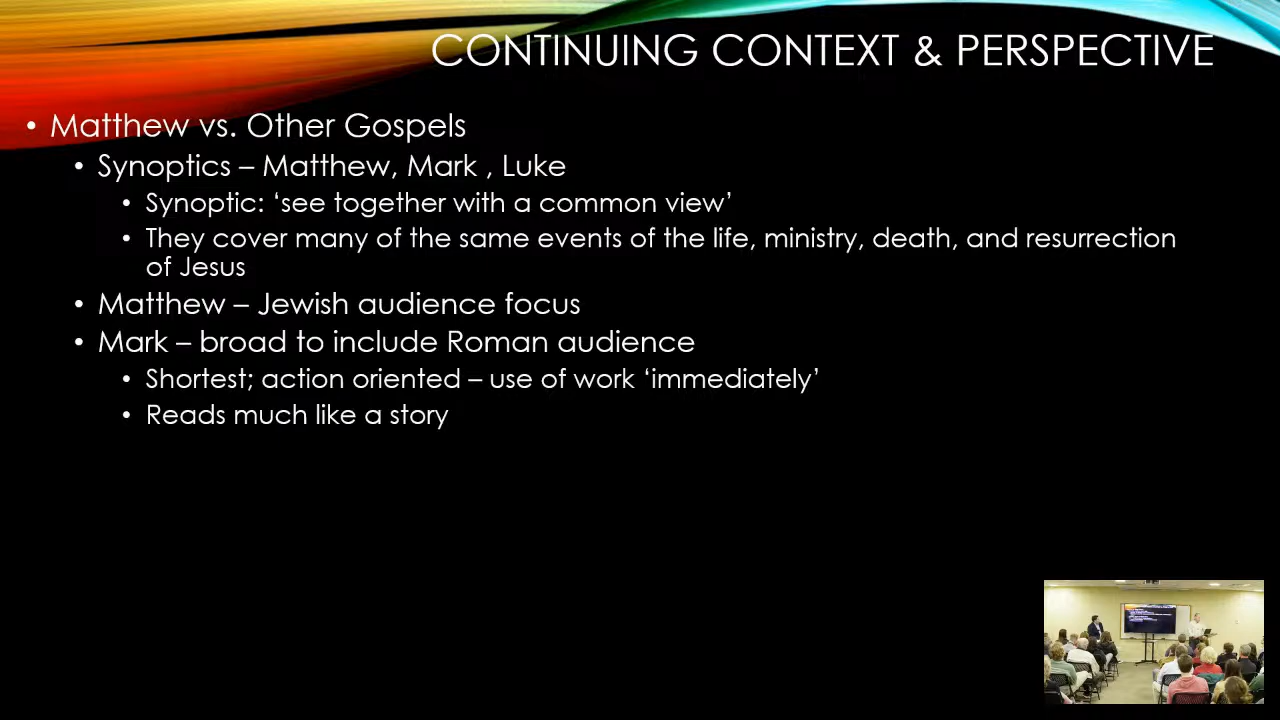 CONTINUING CONTEXT & PERSPECTIVE
• Matthew vs. Other Gospels
• Synoptics – Matthew, Mark , Luke
• Synoptic: ‘see together with a common view’
• They cover many of the same events of the life, ministry, death, and resurrection
of Jesus
• Matthew – Jewish audience focus
• Mark – broad to include Roman audience
• Shortest; action oriented – use of work ‘immediately’
• Reads much like a story